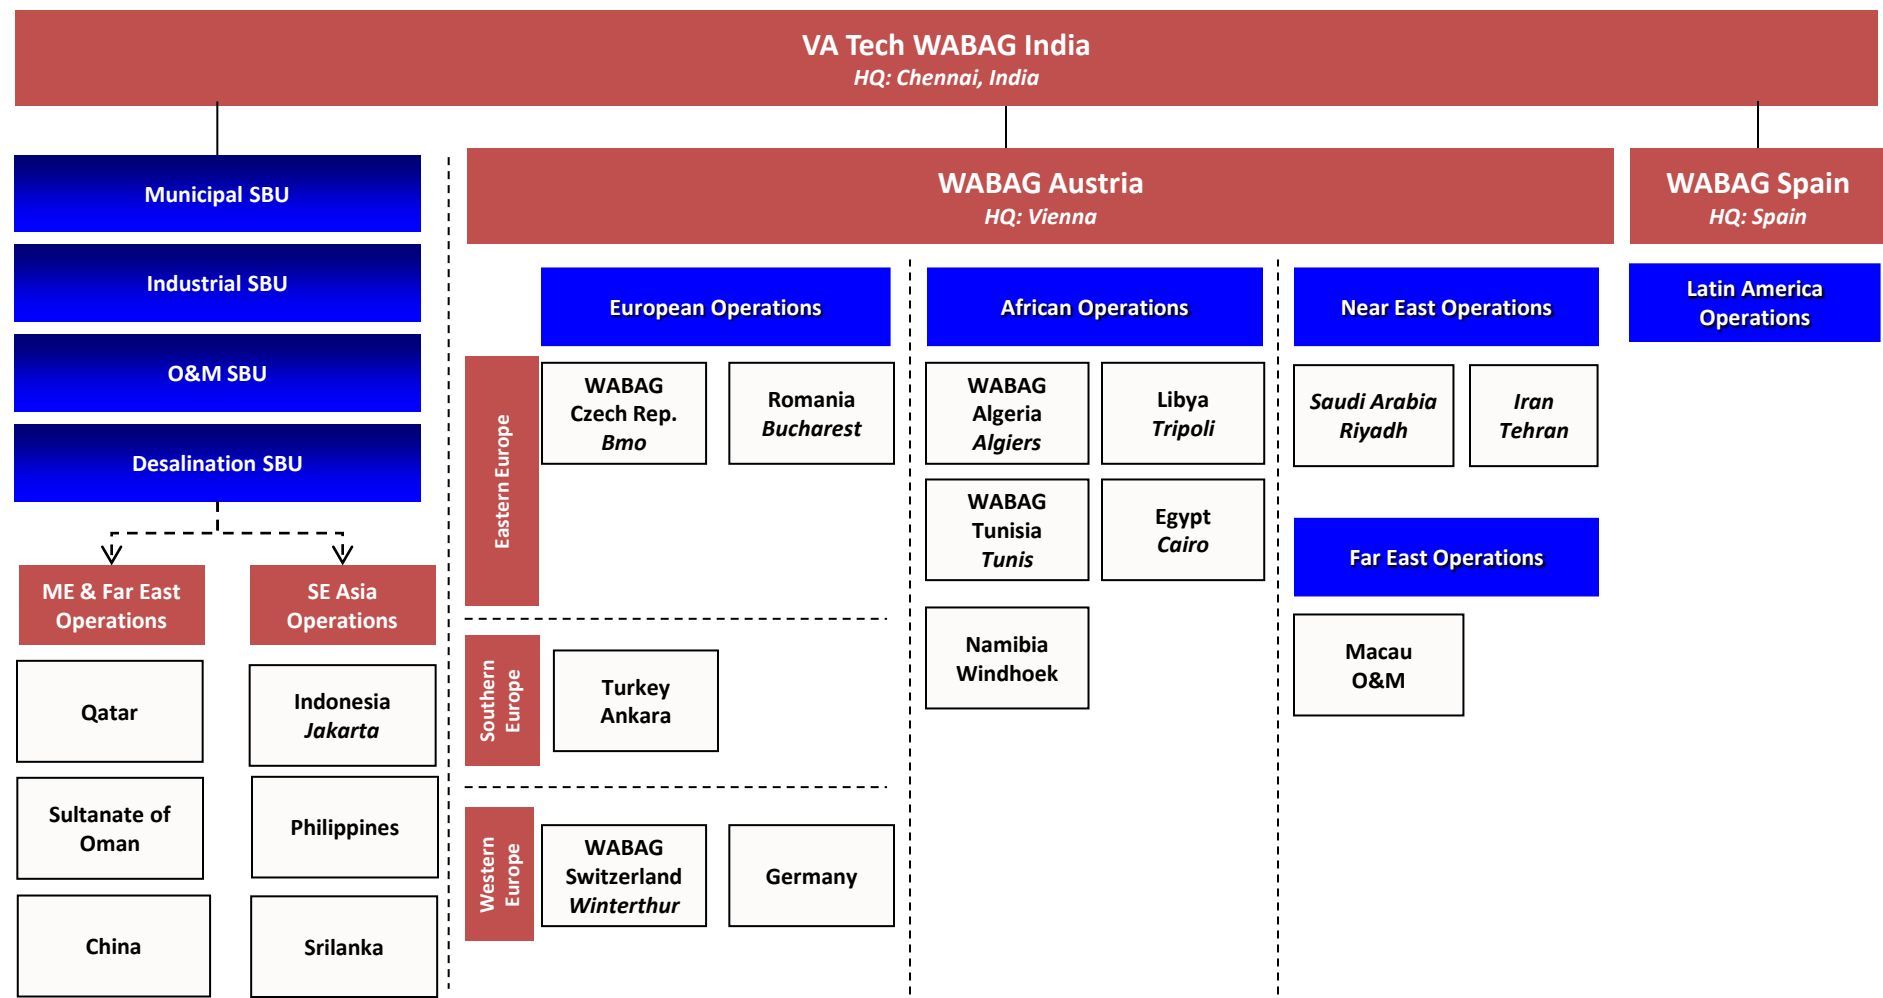 VA Tech WABAG India
HQ: Chennai, India
Municipal SBU
Industrial SBU
O&M SBU
Desalination SBU
ME & Far East
Operations
Qatar
Sultanate of
Oman
China
SE Asia
Operations
Indonesia
Jakarta
Philippines
Srilanka
WABAG Austria
HQ: Vienna
European Operations
Eastern Europe
WABAG
Czech Rep.
Bmo
Romania
Bucharest
Southern
Europe
Turkey
Ankara
Western
Europe
WABAG
Switzerland
Winterthur
Germany
African Operations
WABAG
Algeria
Algiers
Libya
Tripoli
WABAG
Tunisia
Tunis
Egypt
Cairo
Namibia
Windhoek
Near East Operations
Saudi Arabia
Riyadh
Iran
Tehran
Far East Operations
Macau
O&M
WABAG Spain
HQ: Spain
Latin America
Operations